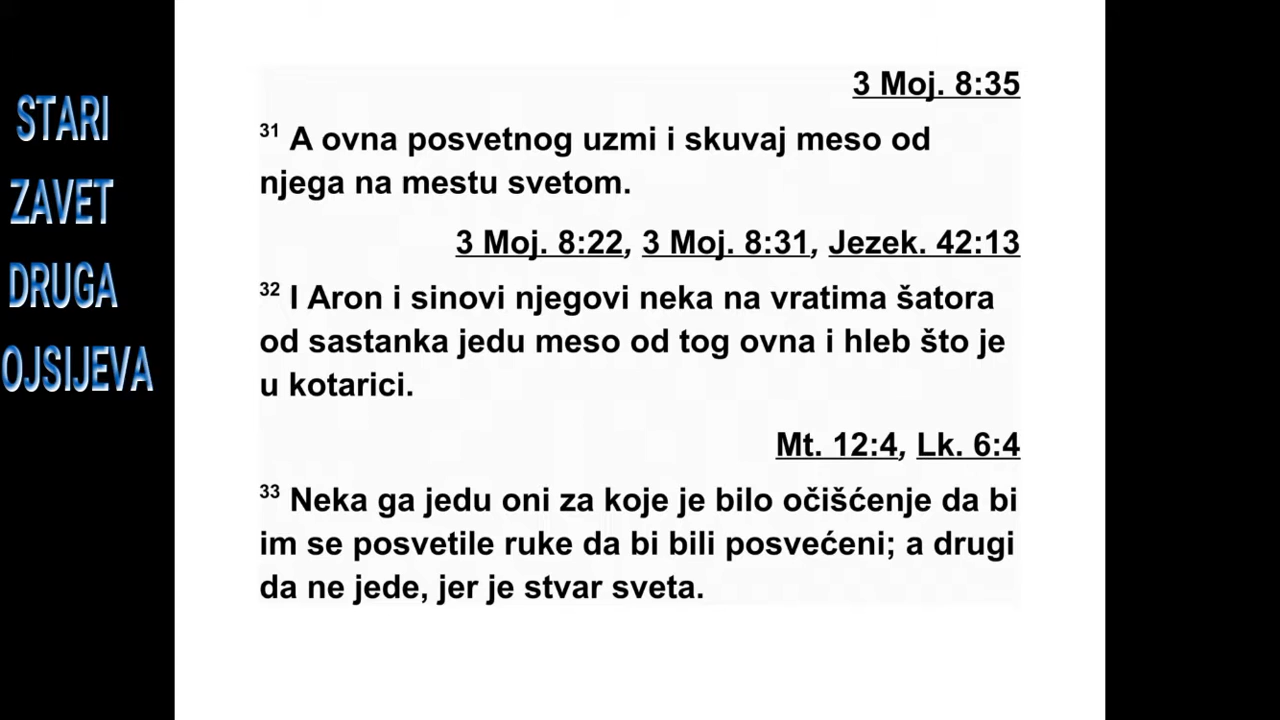 STARI
ZAVET
DRUGA
OJSIJEVA
3 Moj. 8:35
31 A ovna posvetnog uzmi i skuvaj meso od
njega na mestu svetom.
3 Moj. 8:22, 3 Moj. 8:31, Jezek. 42:13
32 I Aron i sinovi njegovi neka na vratima šatora
od sastanka jedu meso od tog ovna i hleb što je
u kotarici.
Mt. 12:4, Lk. 6:4
33 Neka ga jedu oni za koje je bilo očišćenje da bi
im se posvetile ruke da bi bili posvećeni; a drugi
da ne jede, jer je stvar sveta.